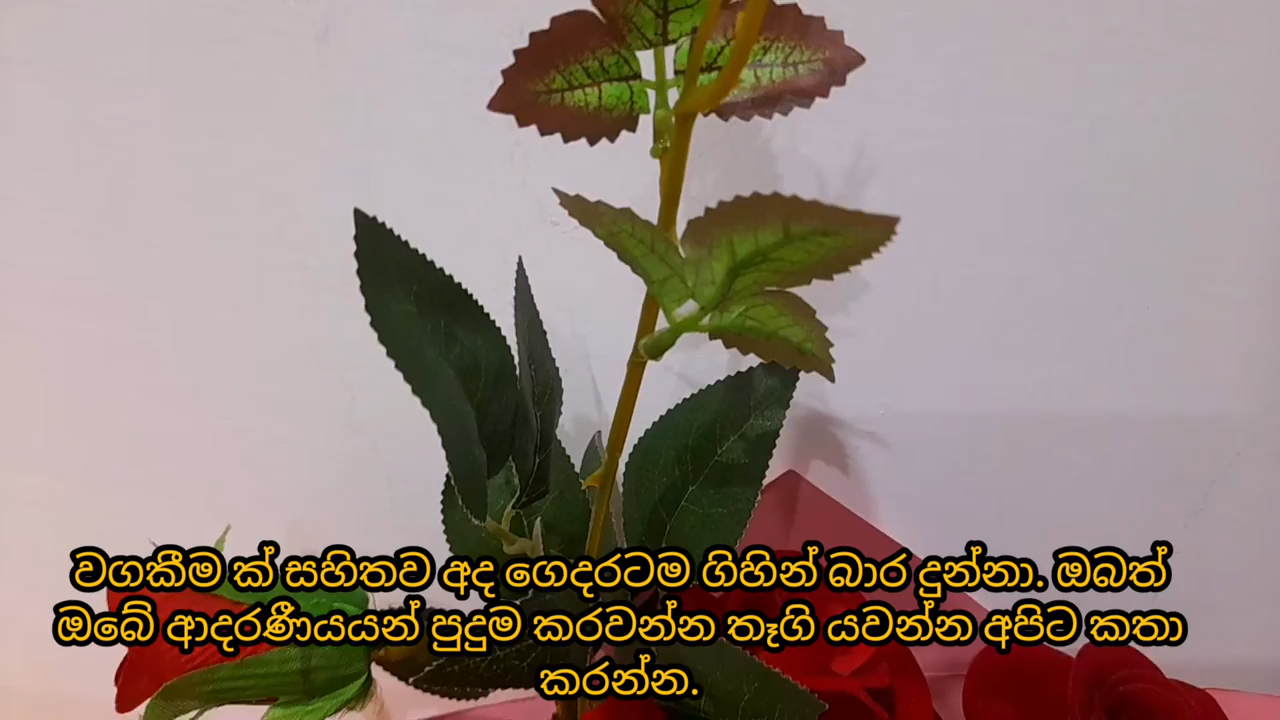 වගකීම ක් සහිතව අද ගෙදරටම ගිහින් බාර දුන්නා. ඔබත්
ඔබේ ආදරණීයයන් පුදුම කරවන්න තෑගි යවන්න අපිට කතා
කරන්න.